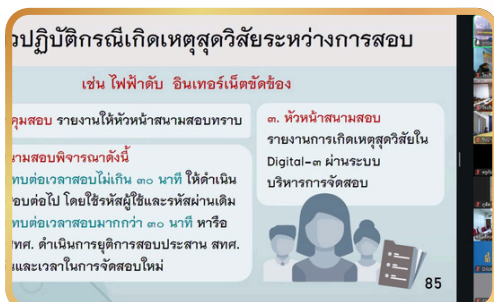 วปฏิบัติกรณีเกิดเหตุสุดวิสัยระหว่างการสอบ
เช่น ไฟฟ้าดับ อินเทอร์เน็ตขัดข้อง
คุมสอบ รายงานให้หัวหน้าสนามสอบทราบ
นามสอบพิจารณาดังนี้
ทบต่อเวลาสอบไม่เกิน ๓๐ นาที ให้ดำเนิน
อบต่อไป โดยใช้รหัสผู้ใช้และรหัสผ่านเดิม
ทบต่อเวลาสอบมากกว่า ๓๐ นาที หารือ
ทศ. ดำเนินการยุติการสอบประสาน สทศ.
และเวลาในการจัดสอบใหม่
๓. หัวหน้าสนามสอบ
รายงานการเกิดเหตุสุดวิสัยใน
Digital-๓ ผ่านระบบ
บริหารการจัดสอบ
85